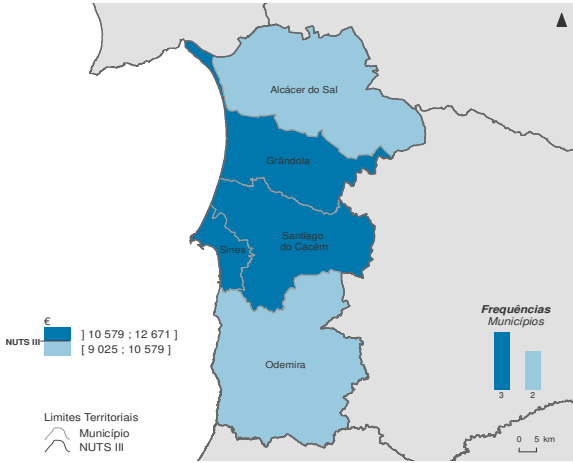 Alcácer do Sal
Grândola
Santiago
do Cacém
Sines
Odemira
€
NUTS III
] 10 579 ; 12 671 ]
[ 9 025 ; 10 579 ]
Limites Territoriais
Município
NUTS III
Frequências
Municípios
3 2
0 5 km